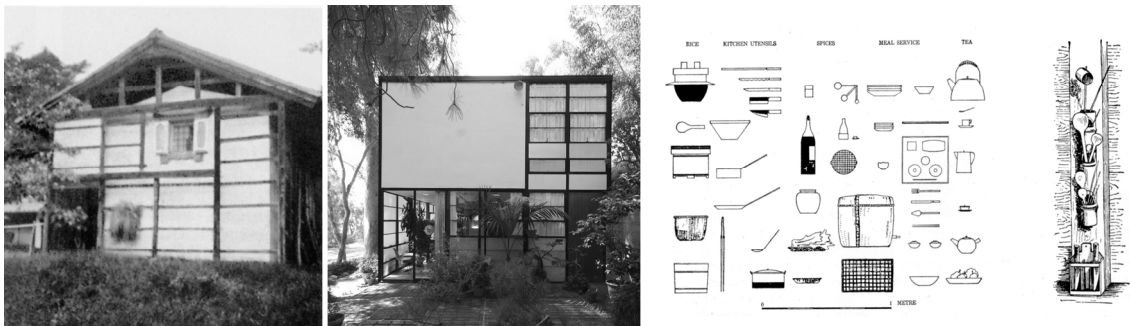 RICE KITCHEN UTENSILS SPICES MEAL SERVICE TEA
0 1 METRE